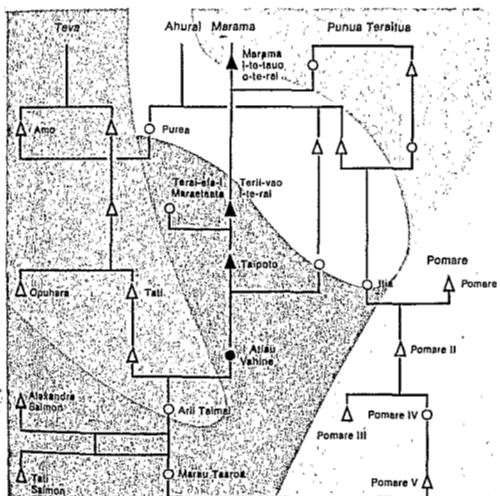 Teva
Ahurai
Marama
Punua Teraitua
Marama
i-to-tauo
o-te-rai
Amo
Purea
Maraetaata
Terii-vao
i-te-rai
Taipoto
Pomare
Itia
Pomare
Opuhara
Tati
Atiau
Vahine
Pomare II
Alexandre
Salmon
Arii Taimai
Pomare III
Pomare IV
Tati
Salmon
Marau Taaroa
Pomare V